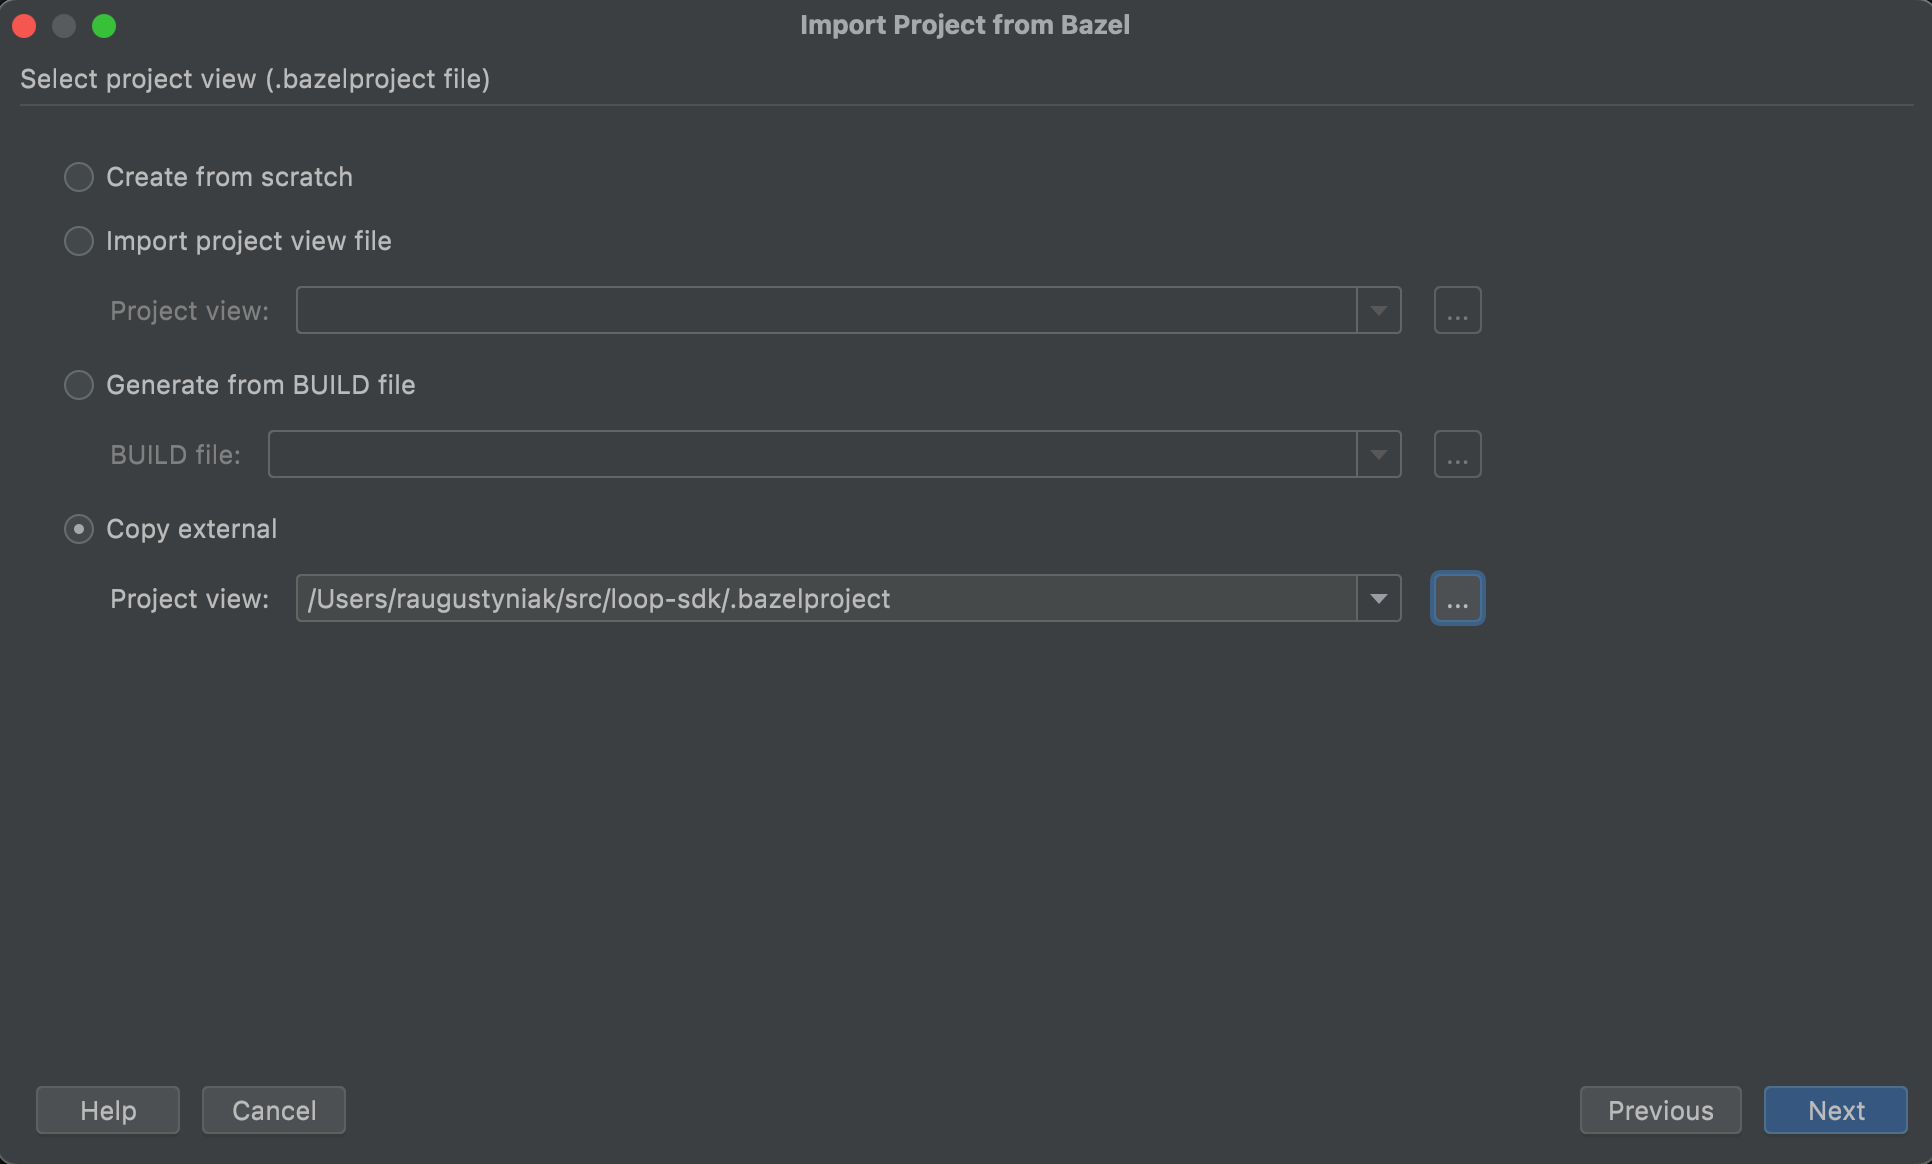 Import Project from Bazel
Select project view (.bazelproject file)
Create from scratch
Import project view file
Project view:
...
Generate from BUILD file
BUILD file:
...
Copy external
Project view: /Users/raugustyniak/src/loop-sdk/.bazelproject
...
Help Cancel Previous Next